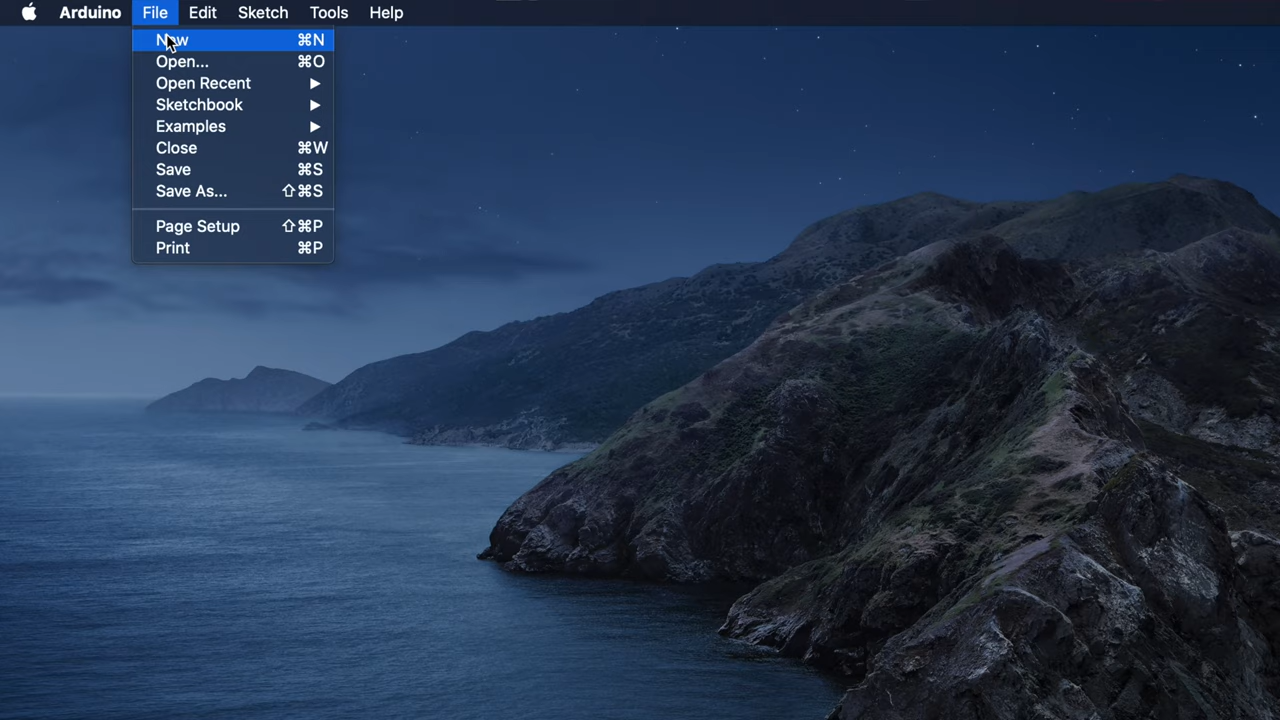 Arduino File Edit Sketch Tools Help
New ⌘N
Open... ⌘O
Open Recent ▶
Sketchbook ▶
Examples ▶
Close ⌘W
Save ⌘S
Save As... ⇧⌘S
Page Setup ⇧⌘P
Print ⌘P